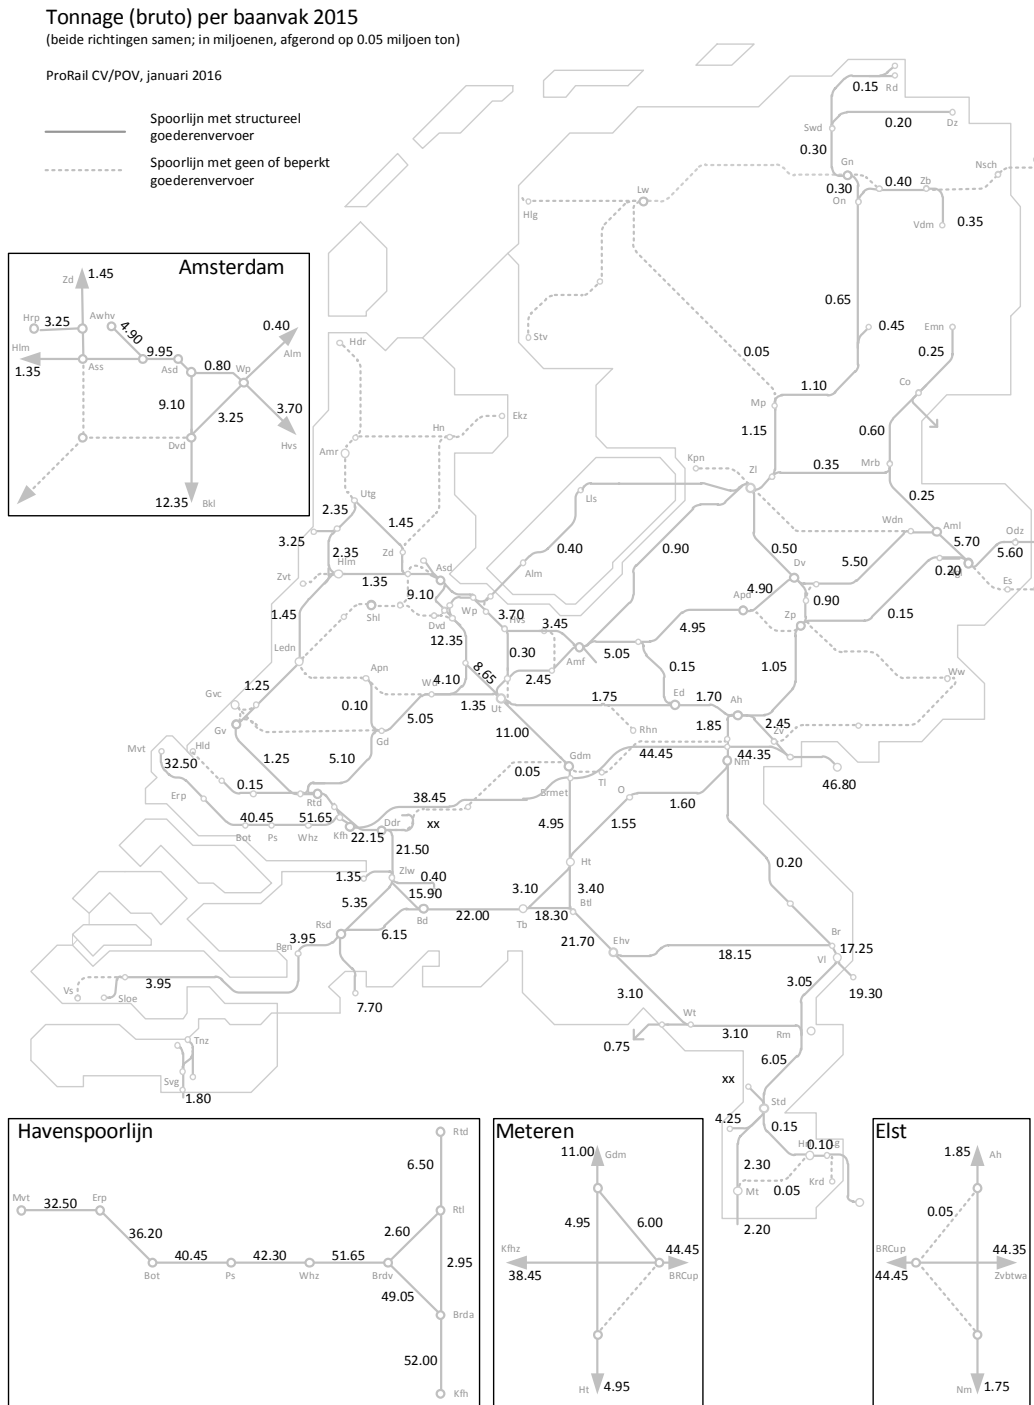 Tonnage (bruto) per baanvak 2015
(beide richtingen samen; in miljoenen, afgerond op 0.05 miljoen ton)
ProRail CV/POV, januari 2016
Spoorlijn met structureel
goederenvervoer
Spoorlijn met geen of beperkt
goederenvervoer
0.15
Rd
0.20
Swd
Dz
0.30
Gn
Nsch
Lw
0.30
0.40
Zb
On
Hlg
Vdm
0.35
0.65
0.45
Emn
Stv
0.25
0.05
Co
1.10
Mp
1.15
0.60
Amsterdam
Zd
1.45
Hrp
3.25
Awhv
4.90
0.40
Hlm
9.95
Alm
1.35
Ass
Asd
0.80
Wp
9.10
3.25
3.70
Dvd
Hvs
12.35
Bkl
Hdr
Ekz
Hn
Amr
Kpn
Zl
0.35
Mrb
Utg
Lls
0.25
2.35
1.45
Wdn
Aml
3.25
5.70
Odz
2.35
Zd
0.40
0.90
0.50
5.50
5.60
Hlm
Asd
Zvt
1.35
Alm
Dv
0.20
Es
9.10
4.90
Shl
Wp
3.70
Apd
0.90
1.45
Dvd
Hvs
3.45
4.95
Zp
0.15
12.35
Ledn
0.30
Amf
5.05
Apn
8.65
2.45
0.15
1.05
Ww
1.25
4.10
Gvc
0.10
1.35
Ut
1.75
Ed
1.70
Ah
5.05
1.85
2.45
Gv
Gd
11.00
Rhn
Zv
Mvt
Hld
1.25
5.10
Gdm
44.45
44.35
32.50
0.05
Nm
Tl
46.80
0.15
Brmet
Erp
Rtd
38.45
O
1.60
40.45
51.65
Ddr
xx
4.95
1.55
Bot
Ps
Whz
Kfh
22.15
21.50
Ht
Zlw
1.35
0.40
0.20
15.90
3.10
3.40
5.35
Btl
Rsd
Bd
22.00
Tb
18.30
6.15
21.70
Ehv
Br
3.95
17.25
Bgn
18.15
Vl
3.95
3.05
Vs
Sloe
3.10
19.30
7.70
Wt
Tnz
3.10
Rm
0.75
6.05
Svg
xx
1.80
Std
4.25
0.15
0.10
2.30
Krd
0.05
Mt
2.20
Havenspoorlijn
Rtd
6.50
Mvt
32.50
Erp
Rtl
36.20
2.60
40.45
42.30
51.65
2.95
Bot
Ps
Whz
Brdv
49.05
Brda
52.00
Kfh
Meteren
11.00
Gdm
4.95
6.00
Kfhz
44.45
38.45
BRCup
Ht
4.95
Elst
1.85
Ah
0.05
BRCup
44.35
44.45
Zvbtwa
Nm
1.75